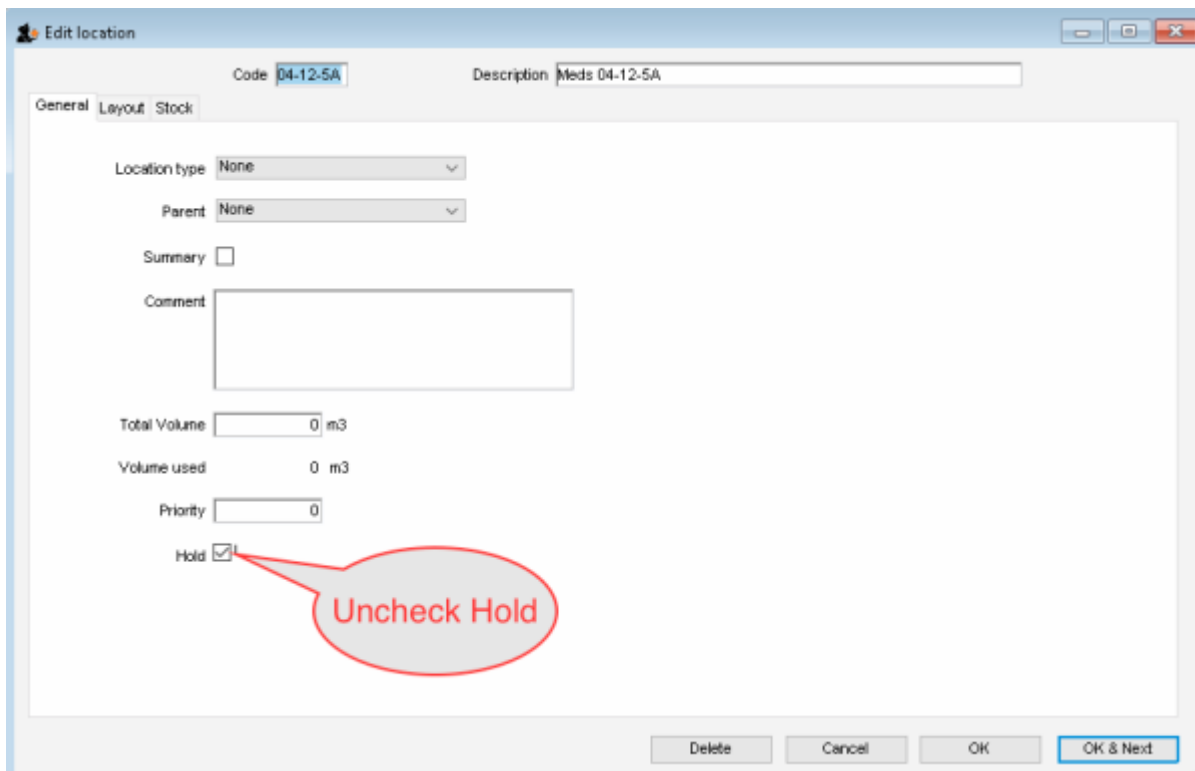 Edit location
Code 04-12-5A Description Meds 04-12-5A
General Layout Stock
Location type None
Parent None
Summary
Comment
Total Volume 0 m3
Volume used 0 m3
Priority 0
Hold
Uncheck Hold
Delete Cancel OK OK & Next